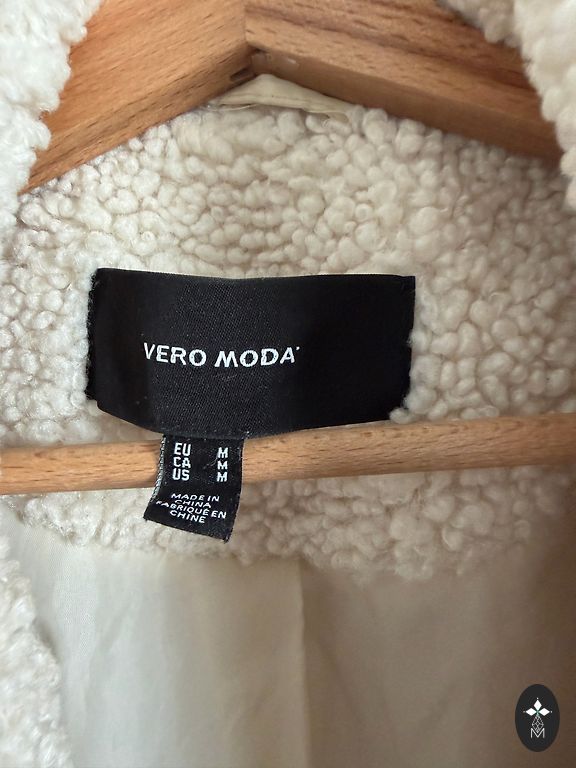 VERO MODA
EU M
CA M
US M
MADE IN
CHINA
FABRIQUÉ EN
CHINE
M